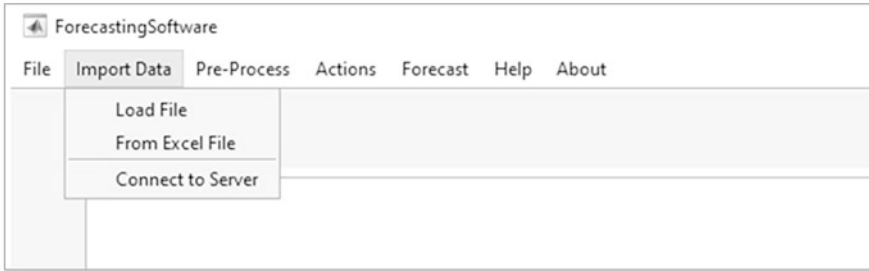 ForecastingSoftware
File Import Data Pre-Process Actions Forecast Help About
Load File
From Excel File
Connect to Server